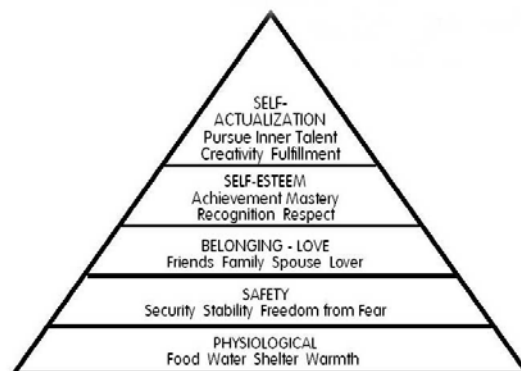 SELF-
ACTUALIZATION
Pursue Inner Talent
Creativity Fulfillment
SELF-ESTEEM
Achievement Mastery
Recognition Respect
BELONGING - LOVE
Friends Family Spouse Lover
SAFETY
Security Stability Freedom from Fear
PHYSIOLOGICAL
Food Water Shelter Warmth